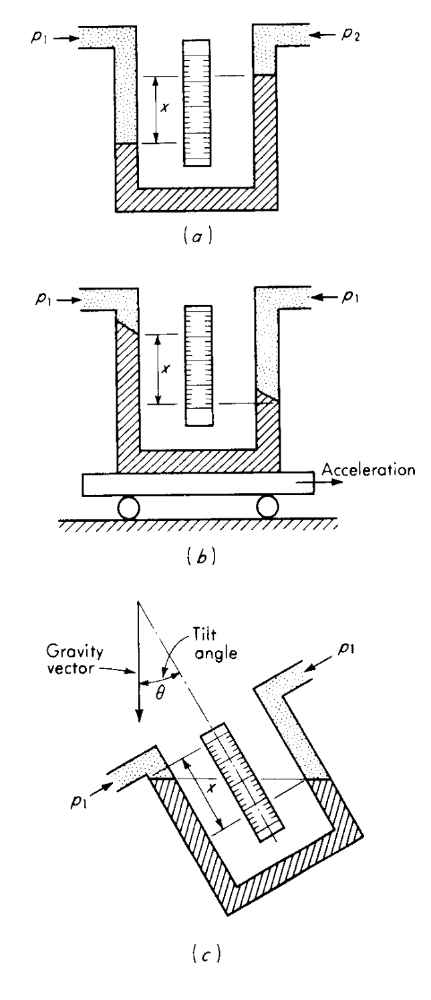 p1 p2
x
(a)
p1 p1
x
Acceleration
(b)
Tilt
angle
Gravity
vector
θ
p1
x
p1
(c)